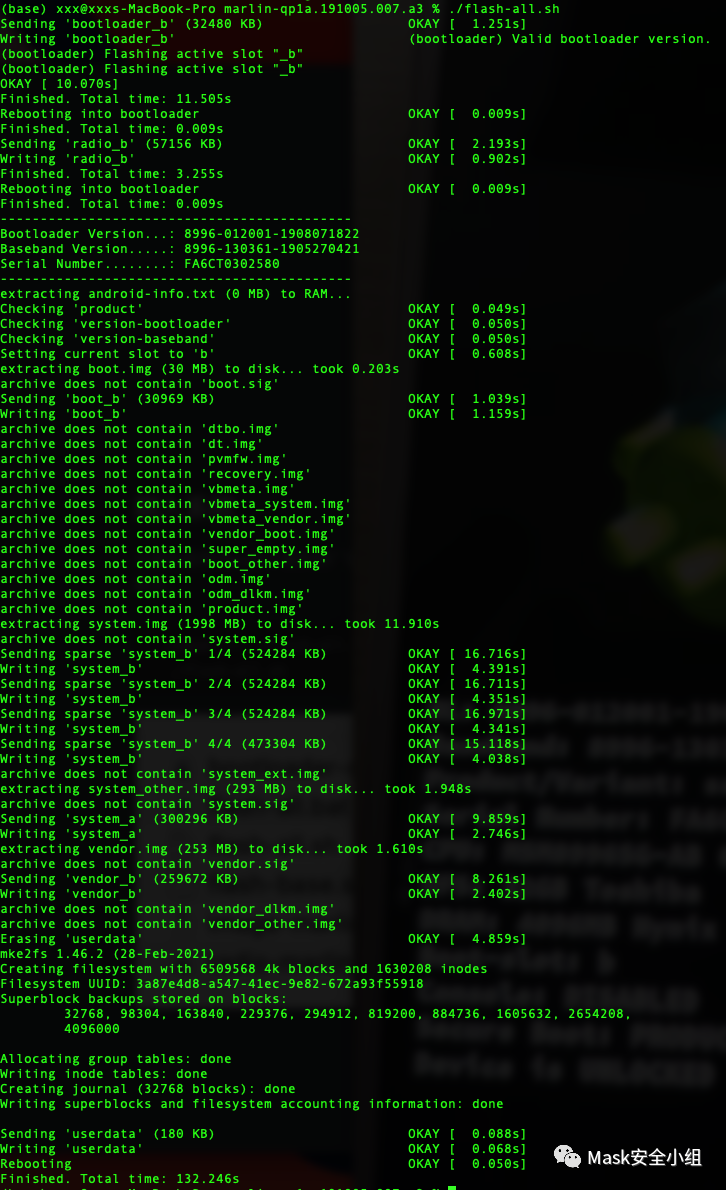 (base) xxx@xxxs-MacBook-Pro marlin-qp1a.191005.007.a3 % ./flash-all.sh
Sending 'bootloader_b' (32480 KB) OKAY [ 1.251s]
Writing 'bootloader_b' (bootloader) Valid bootloader version.
(bootloader) Flashing active slot "_b"
(bootloader) Flashing active slot "_b"
OKAY [ 10.070s]
Finished. Total time: 11.505s
Rebooting into bootloader OKAY [ 0.009s]
Finished. Total time: 0.009s
Sending 'radio_b' (57156 KB) OKAY [ 2.193s]
Writing 'radio_b' OKAY [ 0.902s]
Finished. Total time: 3.255s
Rebooting into bootloader OKAY [ 0.009s]
Finished. Total time: 0.009s
--------------------------------------------
Bootloader Version...: 8996-012001-1908071822
Baseband Version.....: 8996-130361-1905270421
Serial Number........: FA6CT0302580
--------------------------------------------
extracting android-info.txt (0 MB) to RAM...
Checking 'product' OKAY [ 0.049s]
Checking 'version-bootloader' OKAY [ 0.050s]
Checking 'version-baseband' OKAY [ 0.050s]
Setting current slot to 'b' OKAY [ 0.608s]
extracting boot.img (30 MB) to disk... took 0.203s
archive does not contain 'boot.sig'
Sending 'boot_b' (30969 KB) OKAY [ 1.039s]
Writing 'boot_b' OKAY [ 1.159s]
archive does not contain 'dtbo.img'
archive does not contain 'dt.img'
archive does not contain 'pvmfw.img'
archive does not contain 'recovery.img'
archive does not contain 'vbmeta.img'
archive does not contain 'vbmeta_system.img'
archive does not contain 'vbmeta_vendor.img'
archive does not contain 'vendor_boot.img'
archive does not contain 'super_empty.img'
archive does not contain 'boot_other.img'
archive does not contain 'odm.img'
archive does not contain 'odm_dlkm.img'
archive does not contain 'product.img'
extracting system.img (1998 MB) to disk... took 11.910s
archive does not contain 'system.sig'
Sending sparse 'system_b' 1/4 (524284 KB) OKAY [ 16.716s]
Writing 'system_b' OKAY [ 4.391s]
Sending sparse 'system_b' 2/4 (524284 KB) OKAY [ 16.711s]
Writing 'system_b' OKAY [ 4.351s]
Sending sparse 'system_b' 3/4 (524284 KB) OKAY [ 16.971s]
Writing 'system_b' OKAY [ 4.341s]
Sending sparse 'system_b' 4/4 (473304 KB) OKAY [ 15.118s]
Writing 'system_b' OKAY [ 4.038s]
archive does not contain 'system_ext.img'
extracting system_other.img (293 MB) to disk... took 1.948s
archive does not contain 'system.sig'
Sending 'system_a' (300296 KB) OKAY [ 9.859s]
Writing 'system_a' OKAY [ 2.746s]
extracting vendor.img (253 MB) to disk... took 1.610s
archive does not contain 'vendor.sig'
Sending 'vendor_b' (259672 KB) OKAY [ 8.261s]
Writing 'vendor_b' OKAY [ 2.402s]
archive does not contain 'vendor_dlkm.img'
archive does not contain 'vendor_other.img'
Erasing 'userdata' OKAY [ 4.859s]
mke2fs 1.46.2 (28-Feb-2021)
Creating filesystem with 6509568 4k blocks and 1630208 inodes
Filesystem UUID: 3a87e4d8-a547-41ec-9e82-672a93f55918
Superblock backups stored on blocks:
32768, 98304, 163840, 229376, 294912, 819200, 884736, 1605632, 2654208,
4096000
Allocating group tables: done
Writing inode tables: done
Creating journal (32768 blocks): done
Writing superblocks and filesystem accounting information: done
Sending 'userdata' (180 KB) OKAY [ 0.088s]
Writing 'userdata' OKAY [ 0.068s]
Rebooting OKAY [ 0.050s]
Finished. Total time: 132.246s
Mask安全小组